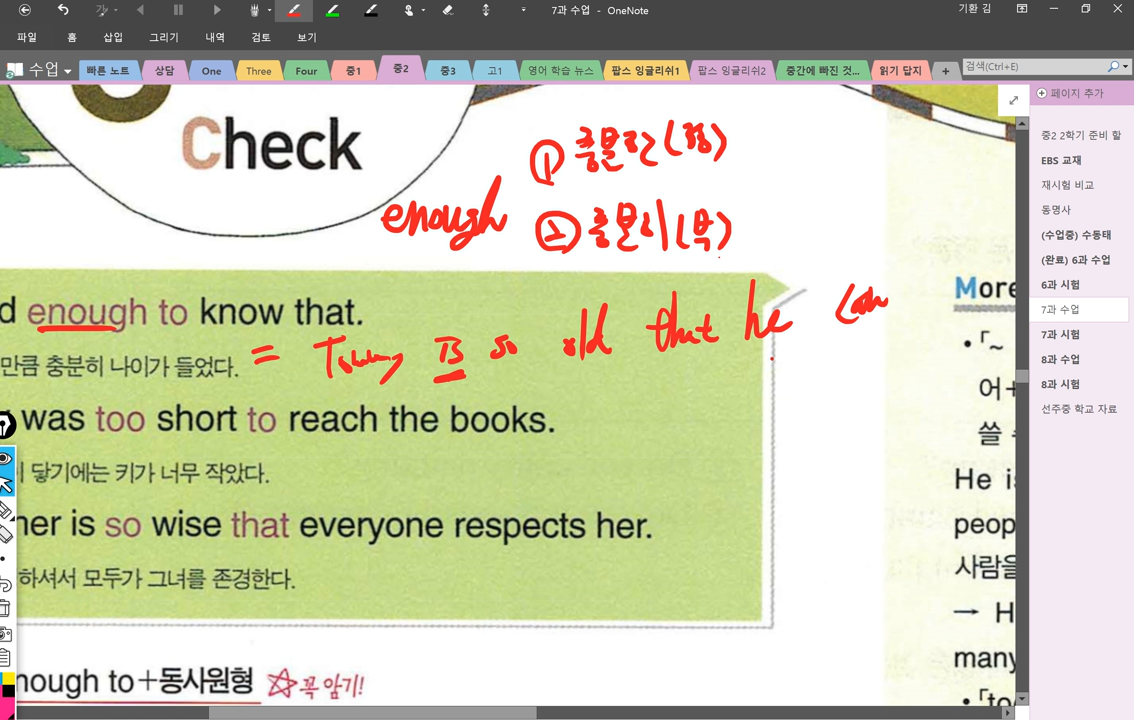 7과 수업 - OneNote
기환 김
파일 홈 삽입 그리기 내역 검토 보기
수업 빠른 노트 상담 One Three Four 중1 중2 중3 고1 영어 학습 뉴스 팝스 잉글리쉬1 팝스 잉글리쉬2 중간에 빠진 것... 읽기 답지 + 검색(Ctrl+E)
페이지 추가
중2 2학기 준비 할
EBS 교재
재시험 비교
동명사
(수업중) 수동태
(완료) 6과 수업
6과 시험
7과 수업
7과 시험
8과 수업
8과 시험
선주중 학교 자료
Check
enough ① 충분한(형)
② 충분히(부)
d enough to know that.
만큼 충분히 나이가 들었다.
= is so old that he can
was too short to reach the books.
닿기에는 키가 너무 작았다.
her is so wise that everyone respects her.
하셔서 모두가 그녀를 존경한다.
nough to+동사원형 ☆꼭 암기!
More
•「~
어+
쓸
He is
peop
사람을
→ H
many
•「to